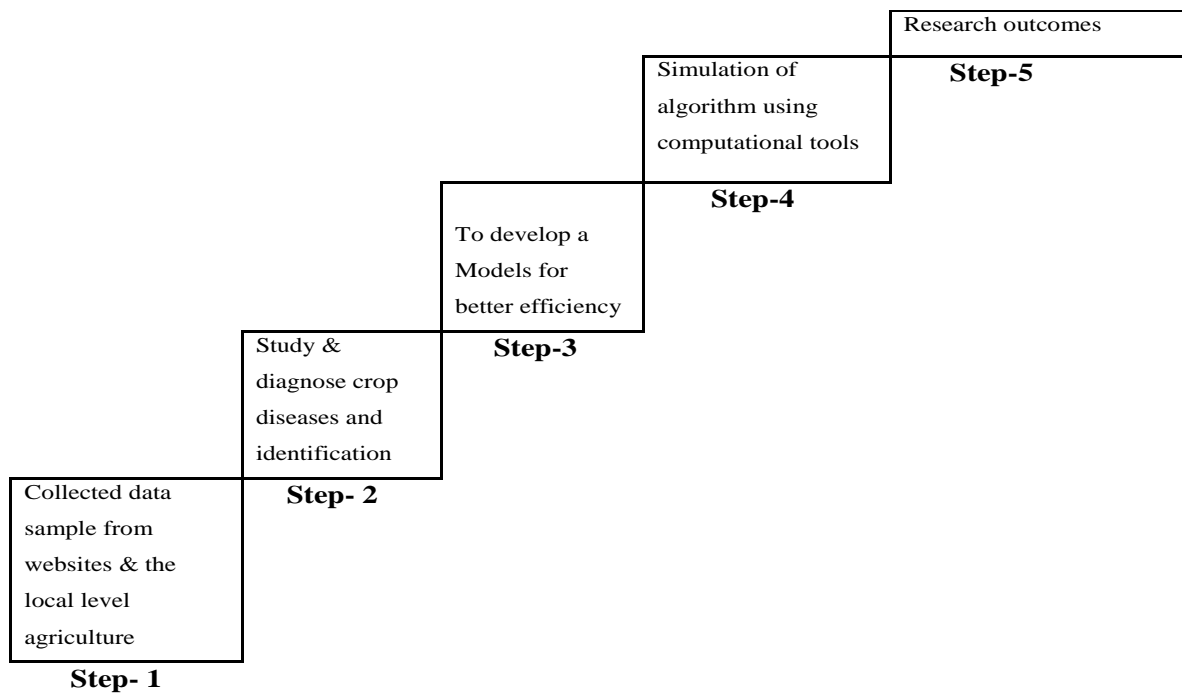 Collected data
sample from
websites & the
local level
agriculture
Step- 1
Study &
diagnose crop
diseases and
identification
Step- 2
To develop a
Models for
better efficiency
Step-3
Simulation of
algorithm using
computational tools
Step-4
Research outcomes
Step-5